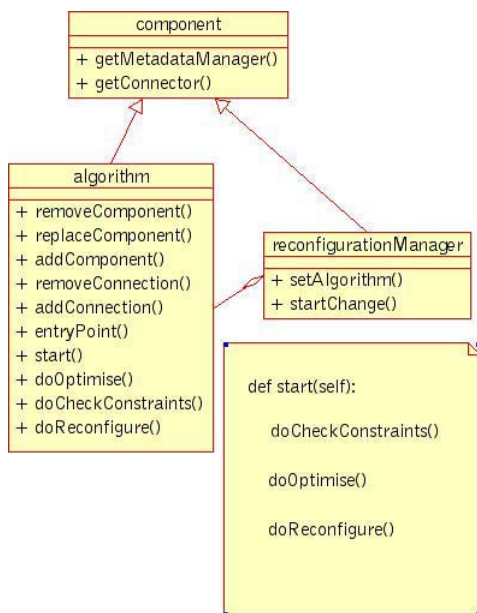 component
+ getMetadataManager()
+ getConnector()
algorithm
+ removeComponent()
+ replaceComponent()
+ addComponent()
+ removeConnection()
+ addConnection()
+ entryPoint()
+ start()
+ doOptimise()
+ doCheckConstraints()
+ doReconfigure()
reconfigurationManager
+ setAlgorithm()
+ startChange()
def start(self):
doCheckConstraints()
doOptimise()
doReconfigure()